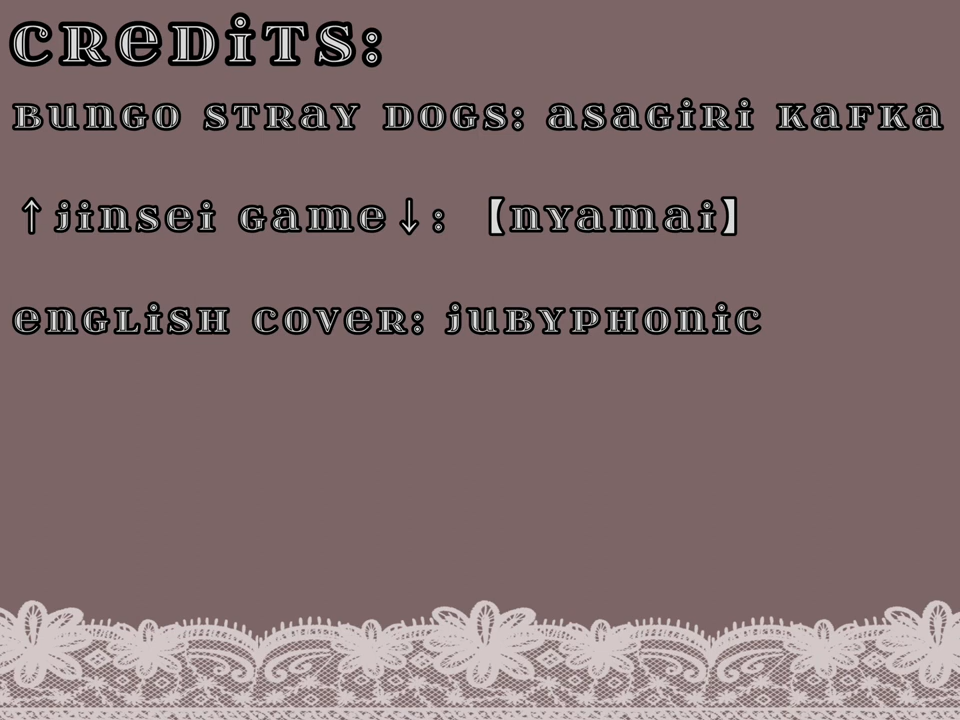 Credits:
Bungo Stray Dogs: Asagiri Kafka
↑Jinsei Game↓: 【Nyamai】
English Cover: Jubyphonic